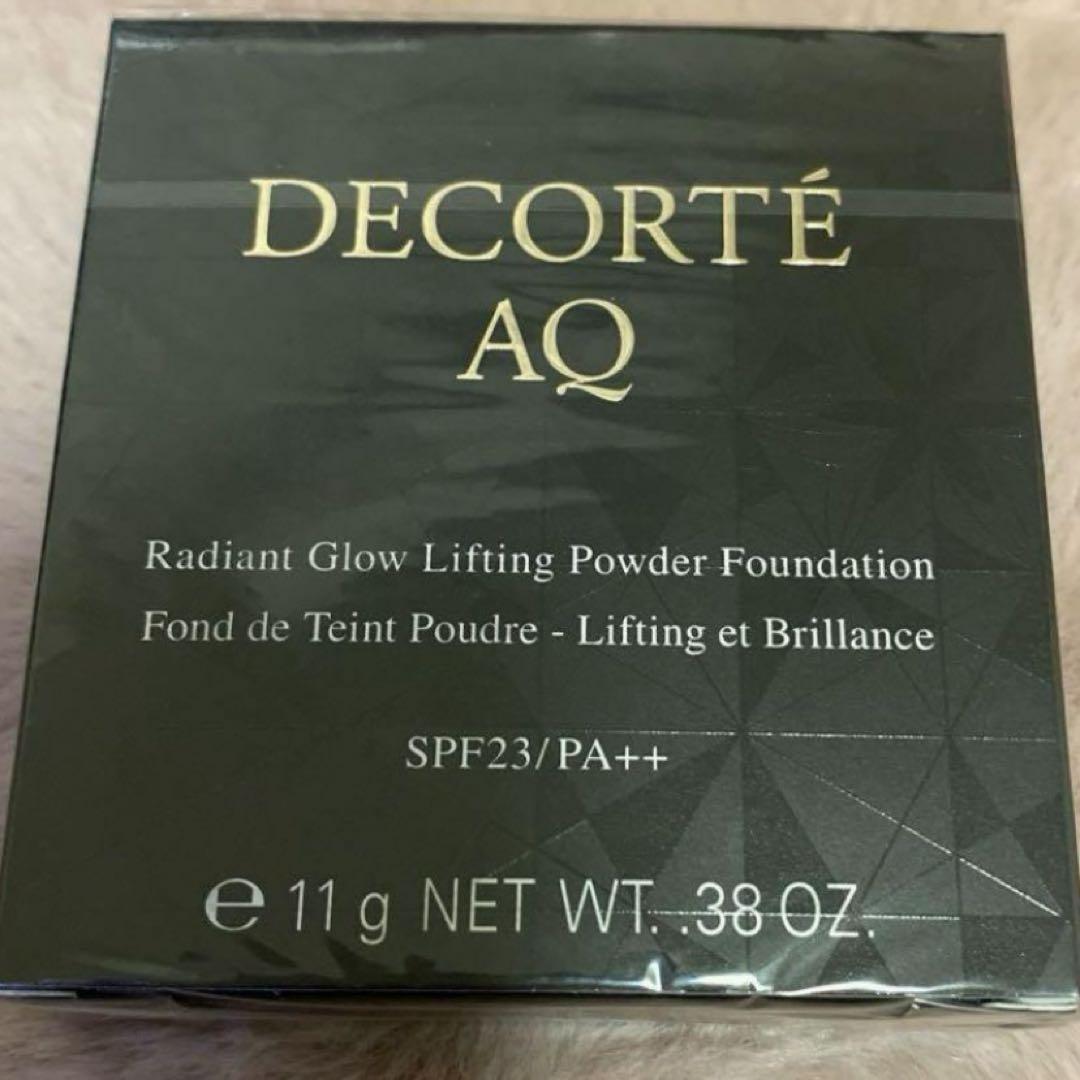 DECORTÉ
AQ
Radiant Glow Lifting Powder Foundation
Fond de Teint Poudre - Lifting et Brillance
SPF23/PA++
℮ 11 g NET WT. .38 OZ.